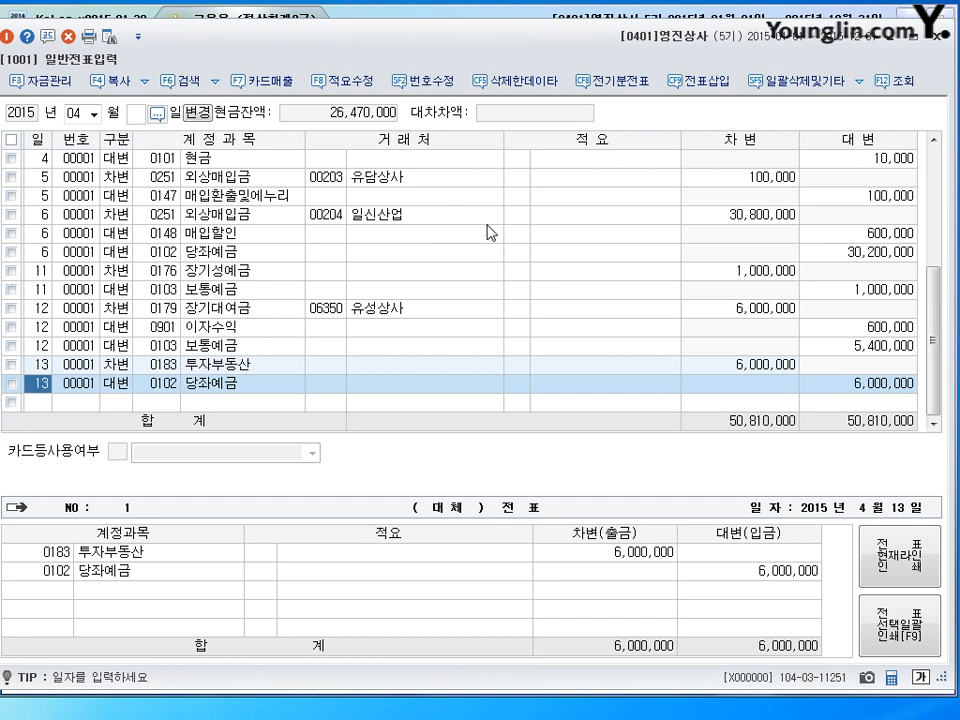 [0401]영진상사 (5기) 2015-01-01
Younglin.com Y.
[1001] 일반전표입력
F3 자금관리 F4 복사 F6 검색 F7 카드매출 F8 적요수정 SF2 번호수정 CF5 삭제한데이타 CF8 전기분전표 CF9 전표삽입 SF5 일괄삭제및기타 F12 조회
2015 년 04 월 일 변경 현금잔액: 26,470,000 대차차액:
일 번호 구분 계 정 과 목 거 래 처 적 요 차 변 대 변
4 00001 대변 0101 현금 10,000
5 00001 차변 0251 외상매입금 00203 유담상사 100,000
5 00001 대변 0147 매입환출및에누리 100,000
6 00001 차변 0251 외상매입금 00204 일신산업 30,800,000
6 00001 대변 0148 매입할인 600,000
6 00001 대변 0102 당좌예금 30,200,000
11 00001 차변 0176 장기성예금 1,000,000
11 00001 대변 0103 보통예금 1,000,000
12 00001 차변 0179 장기대여금 06350 유성상사 6,000,000
12 00001 대변 0901 이자수익 600,000
12 00001 대변 0103 보통예금 5,400,000
13 00001 차변 0183 투자부동산 6,000,000
13 00001 대변 0102 당좌예금 6,000,000
합 계 50,810,000 50,810,000
카드등사용여부
NO : 1 ( 대 체 ) 전 표 일 자 : 2015 년 4 월 13 일
계정과목 적요 차변(출금) 대변(입금)
0183 투자부동산 6,000,000
0102 당좌예금 6,000,000
합 계 6,000,000 6,000,000
전 표
현재라인
인 쇄
전 표
선택일괄
인쇄[F9]
TIP : 일자를 입력하세요 [X000000] 104-03-11251 가